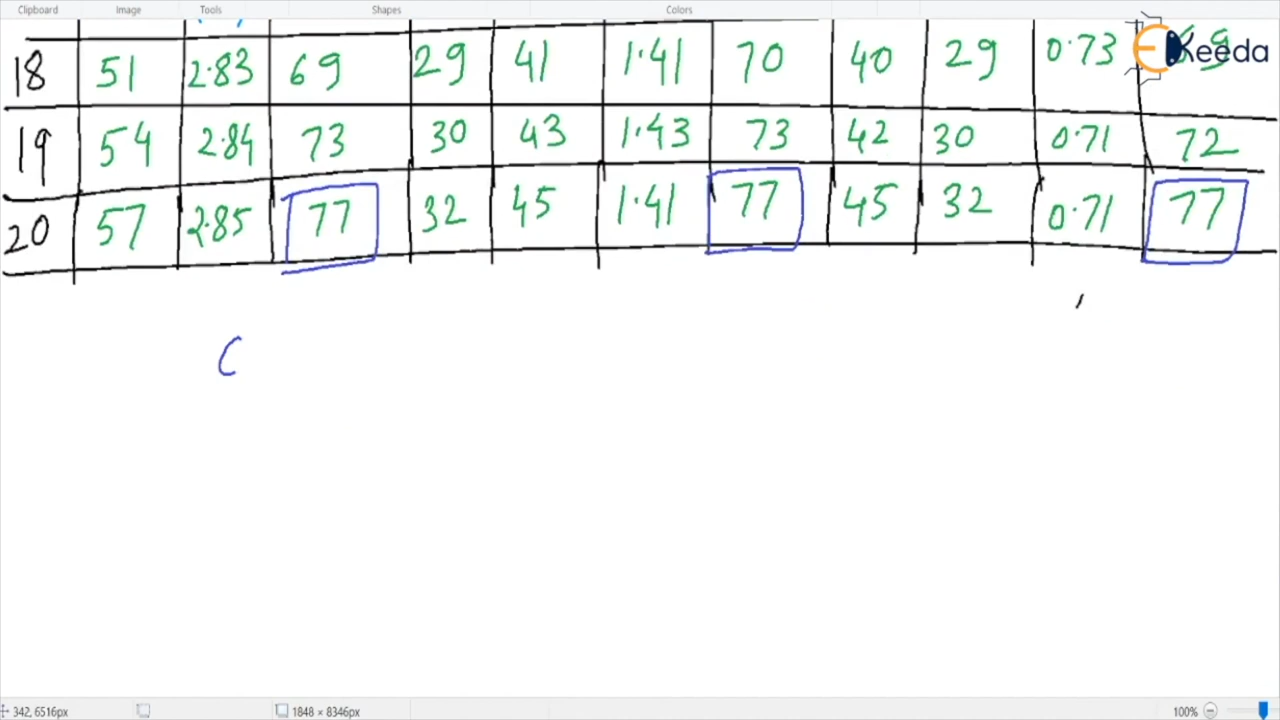 Clipboard Image Tools Shapes Colors
18 51 2.83 69 29 41 1.41 70 40 29 0.73 69
Keeda
19 54 2.84 73 30 43 1.43 73 42 30 0.71 72
20 57 2.85 77 32 45 1.41 77 45 32 0.71 77
C
342, 6516px 1848 × 8346px 100%